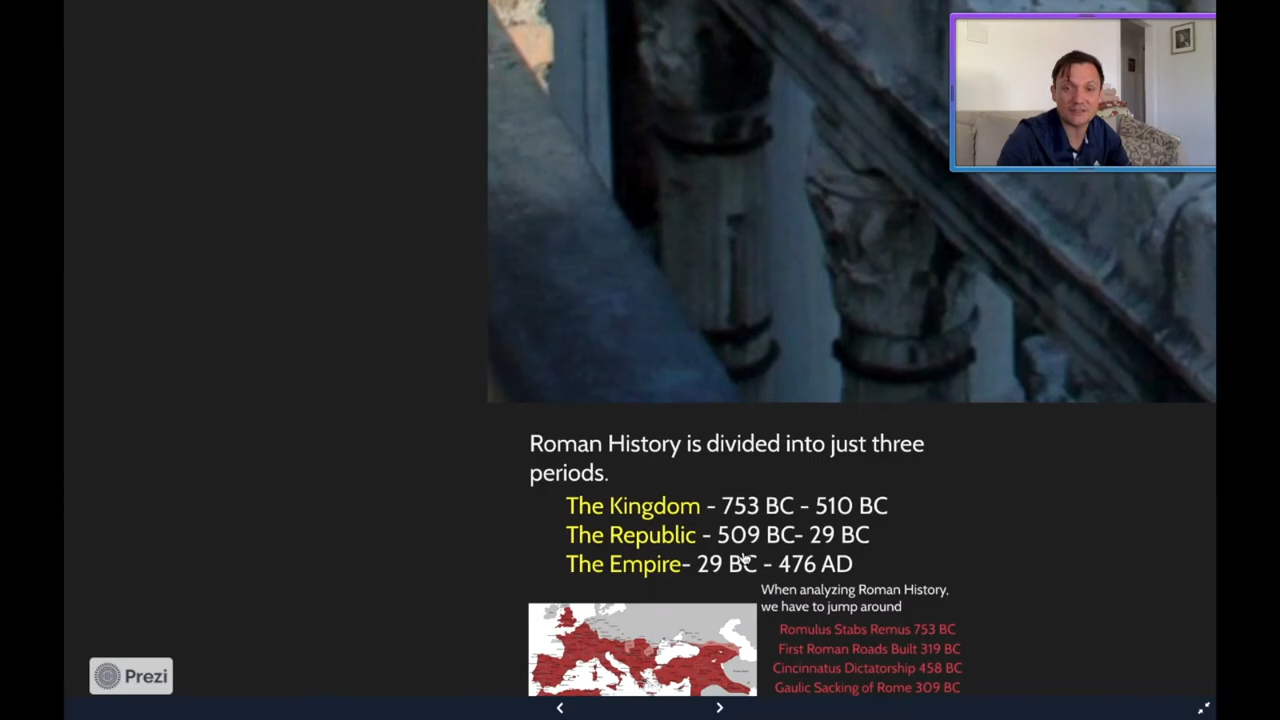 Roman History is divided into just three
periods.
The Kingdom - 753 BC - 510 BC
The Republic - 509 BC- 29 BC
The Empire- 29 BC - 476 AD
When analyzing Roman History,
we have to jump around
Romulus Stabs Remus 753 BC
First Roman Roads Built 319 BC
Cincinnatus Dictatorship 458 BC
Gaulic Sacking of Rome 309 BC
Prezi